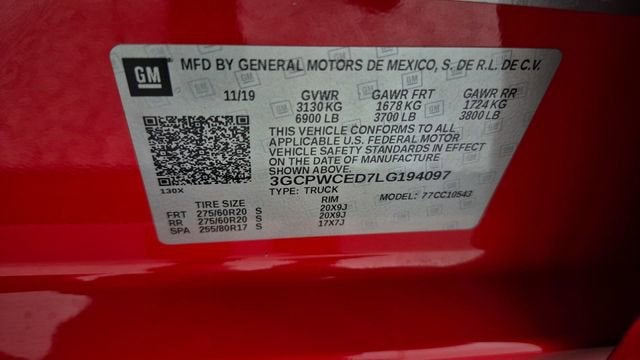 GM MFD BY GENERAL MOTORS DE MEXICO, S. DE R.L. DE C.V.
11/19 GVWR GAWR FRT GAWR RR
3130 KG 1678 KG 1724 KG
6900 LB 3700 LB 3800 LB
THIS VEHICLE CONFORMS TO ALL
APPLICABLE U.S. FEDERAL MOTOR
VEHICLE SAFETY STANDARDS IN EFFECT
ON THE DATE OF MANUFACTURE
SHOWN ABOVE.
3GCPWCED7LG194097
130X
TYPE: TRUCK MODEL: 77CC10543
TIRE SIZE RIM
FRT 275/60R20 S 20X9J
RR 275/60R20 S 20X9J
SPA 255/80R17 S 17X7J